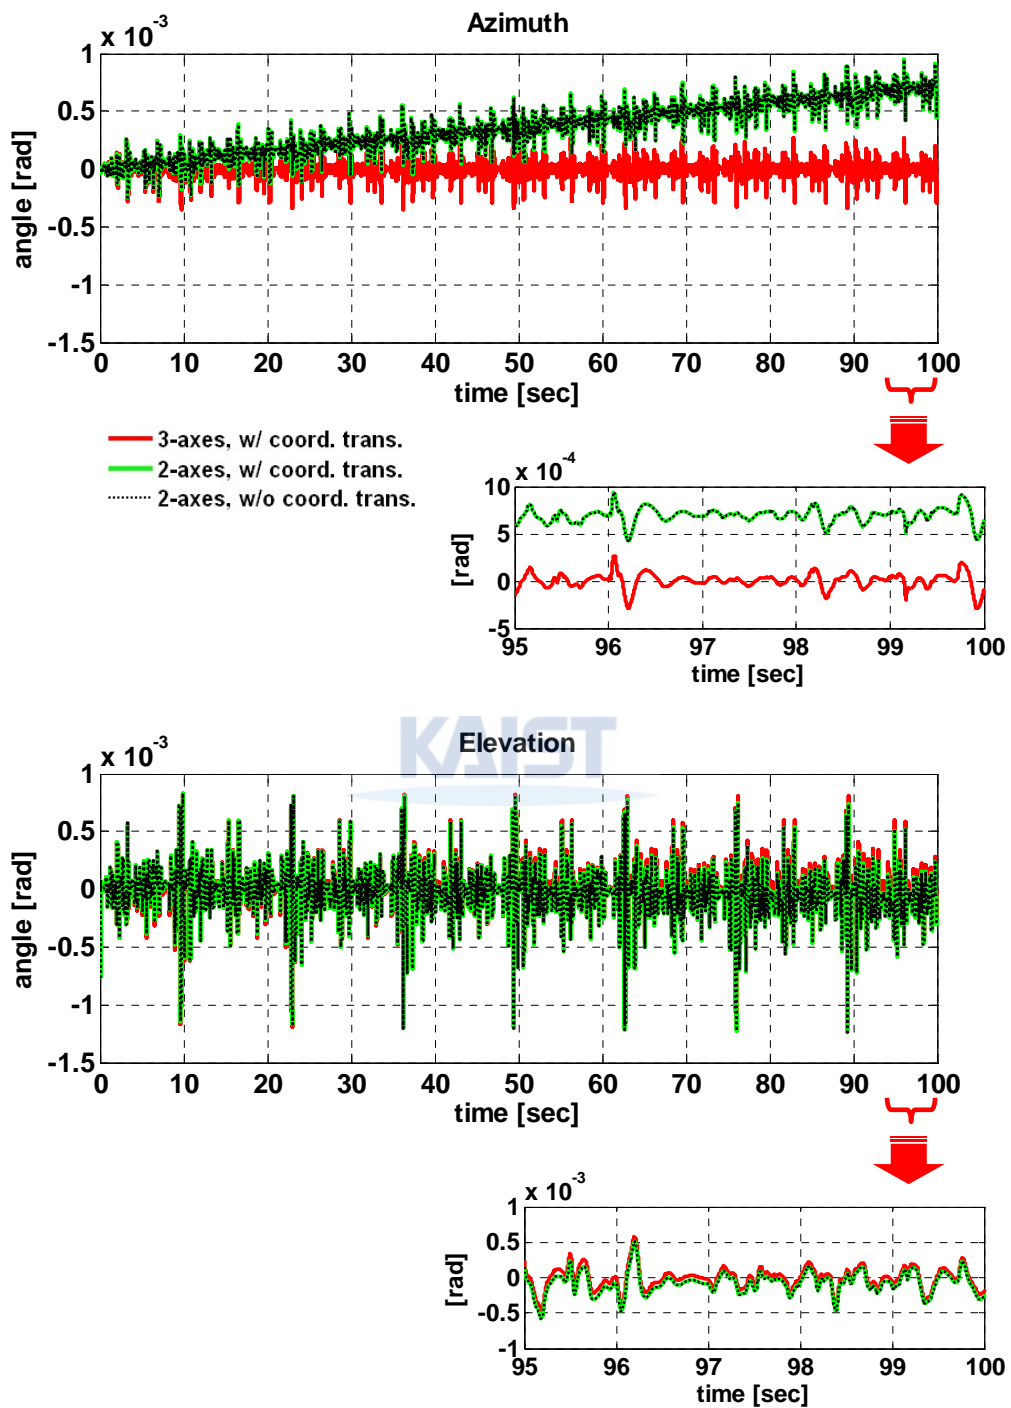 Azimuth
x 10-3
1
0.5
0
-0.5
-1
-1.5
angle [rad]
0 10 20 30 40 50 60 70 80 90 100
time [sec]
3-axes, w/ coord. trans.
2-axes, w/ coord. trans.
2-axes, w/o coord. trans.
x 10-4
10
5
0
-5
[rad]
95 96 97 98 99 100
time [sec]
KAIST
Elevation
x 10-3
1
0.5
0
-0.5
-1
-1.5
angle [rad]
0 10 20 30 40 50 60 70 80 90 100
time [sec]
x 10-3
1
0.5
0
-0.5
-1
[rad]
95 96 97 98 99 100
time [sec]